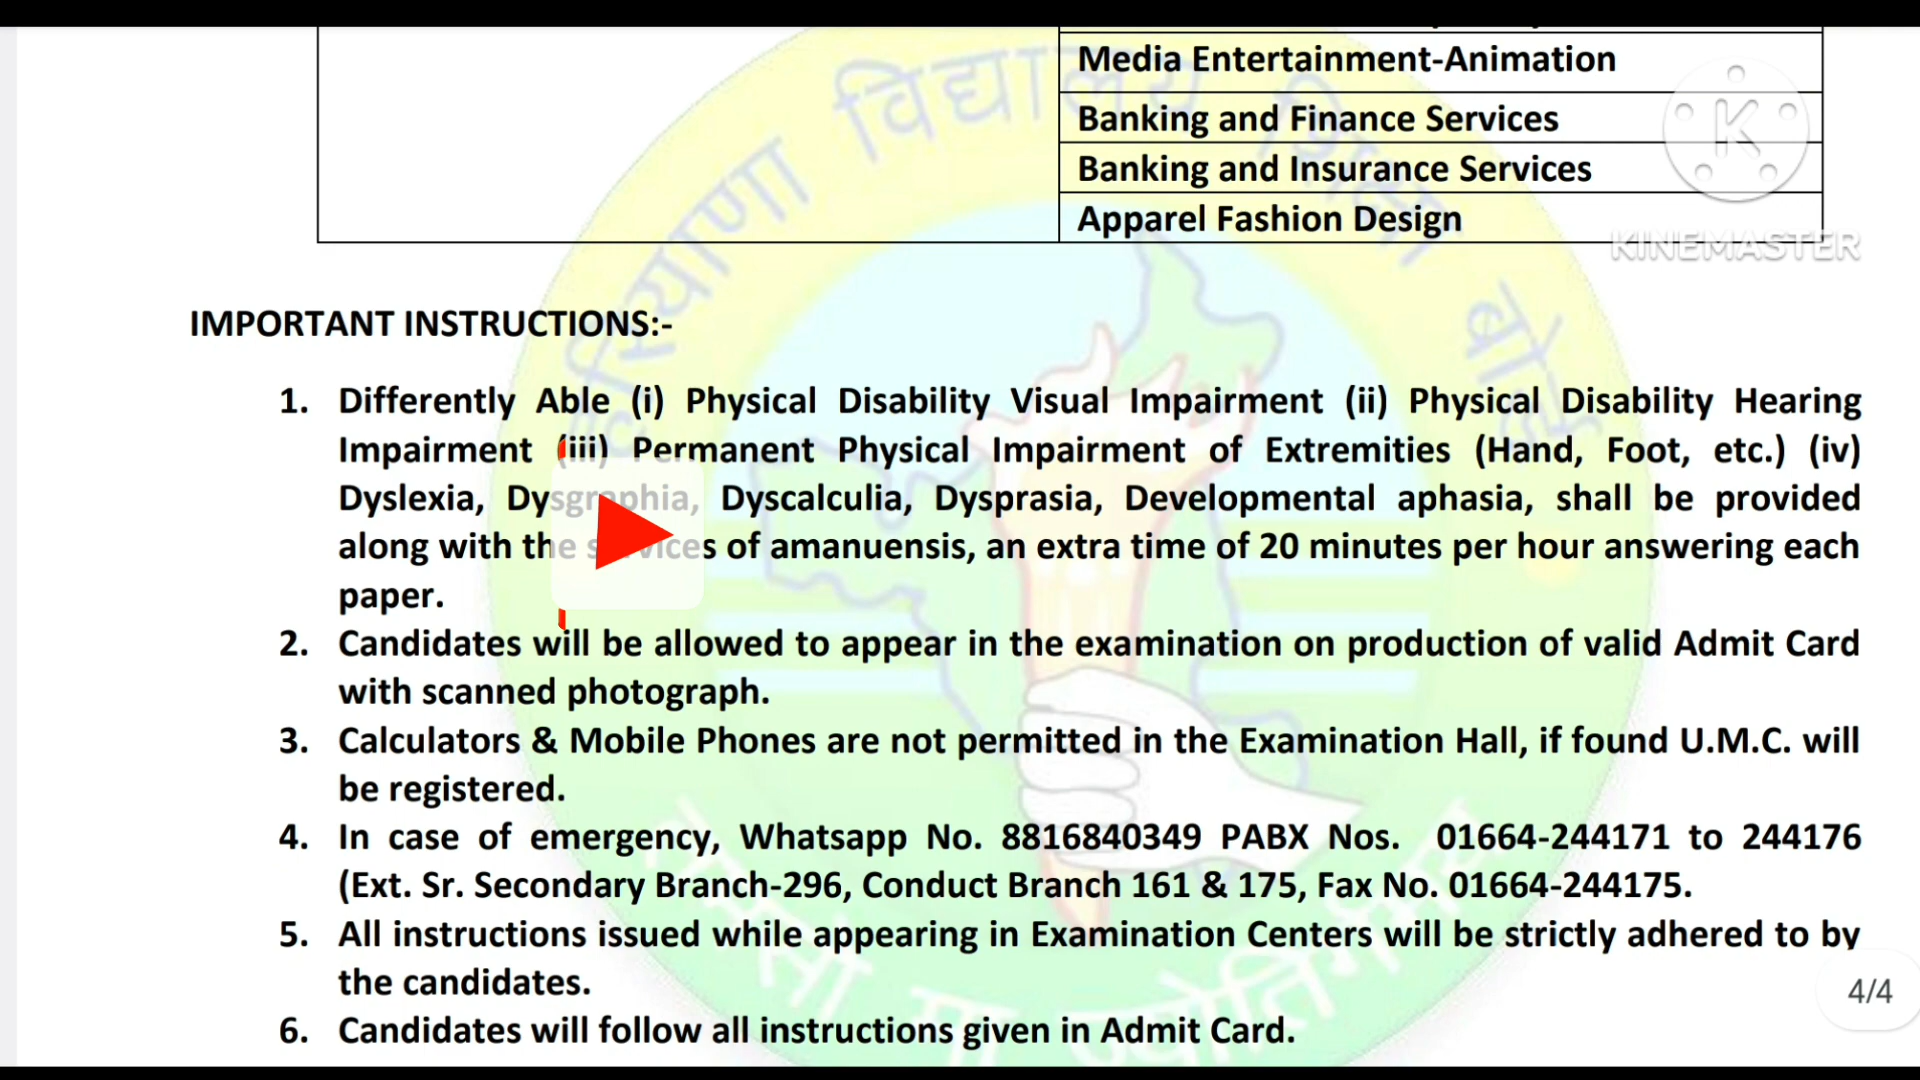 Media Entertainment-Animation
Banking and Finance Services
Banking and Insurance Services
Apparel Fashion Design
K
KINEMASTER
हरियाणा विद्यालय शिक्षा बोर्ड
IMPORTANT INSTRUCTIONS:-
1. Differently Able (i) Physical Disability Visual Impairment (ii) Physical Disability Hearing
Impairment (iii) Permanent Physical Impairment of Extremities (Hand, Foot, etc.) (iv)
Dyslexia, Dysgraphia, Dyscalculia, Dysprasia, Developmental aphasia, shall be provided
along with the services of amanuensis, an extra time of 20 minutes per hour answering each
paper.
2. Candidates will be allowed to appear in the examination on production of valid Admit Card
with scanned photograph.
3. Calculators & Mobile Phones are not permitted in the Examination Hall, if found U.M.C. will
be registered.
4. In case of emergency, Whatsapp No. 8816840349 PABX Nos. 01664-244171 to 244176
(Ext. Sr. Secondary Branch-296, Conduct Branch 161 & 175, Fax No. 01664-244175.
5. All instructions issued while appearing in Examination Centers will be strictly adhered to by
the candidates.
6. Candidates will follow all instructions given in Admit Card.
4/4